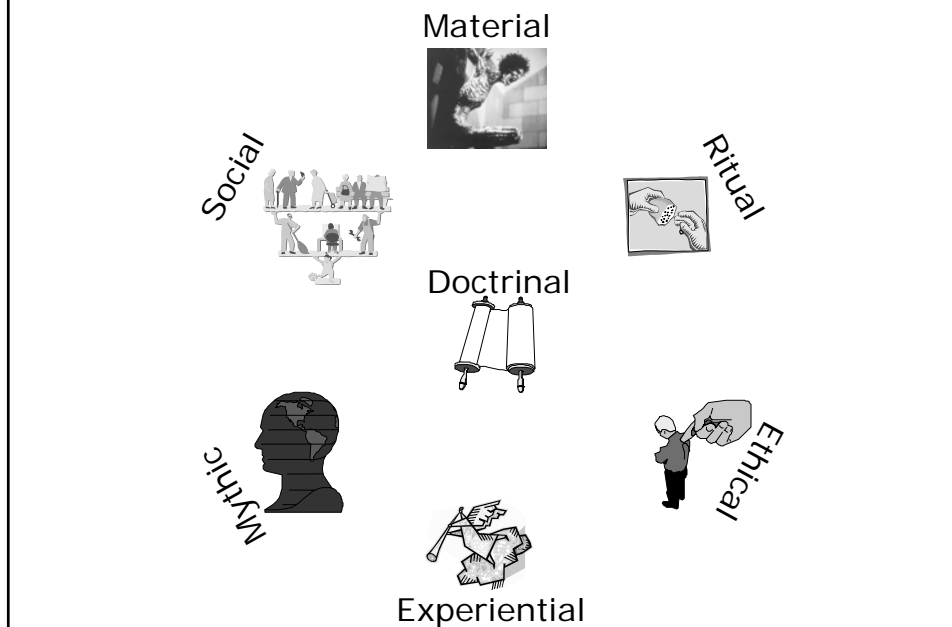 Material
Social
Ritual
Doctrinal
Mythic
Ethical
Experiential